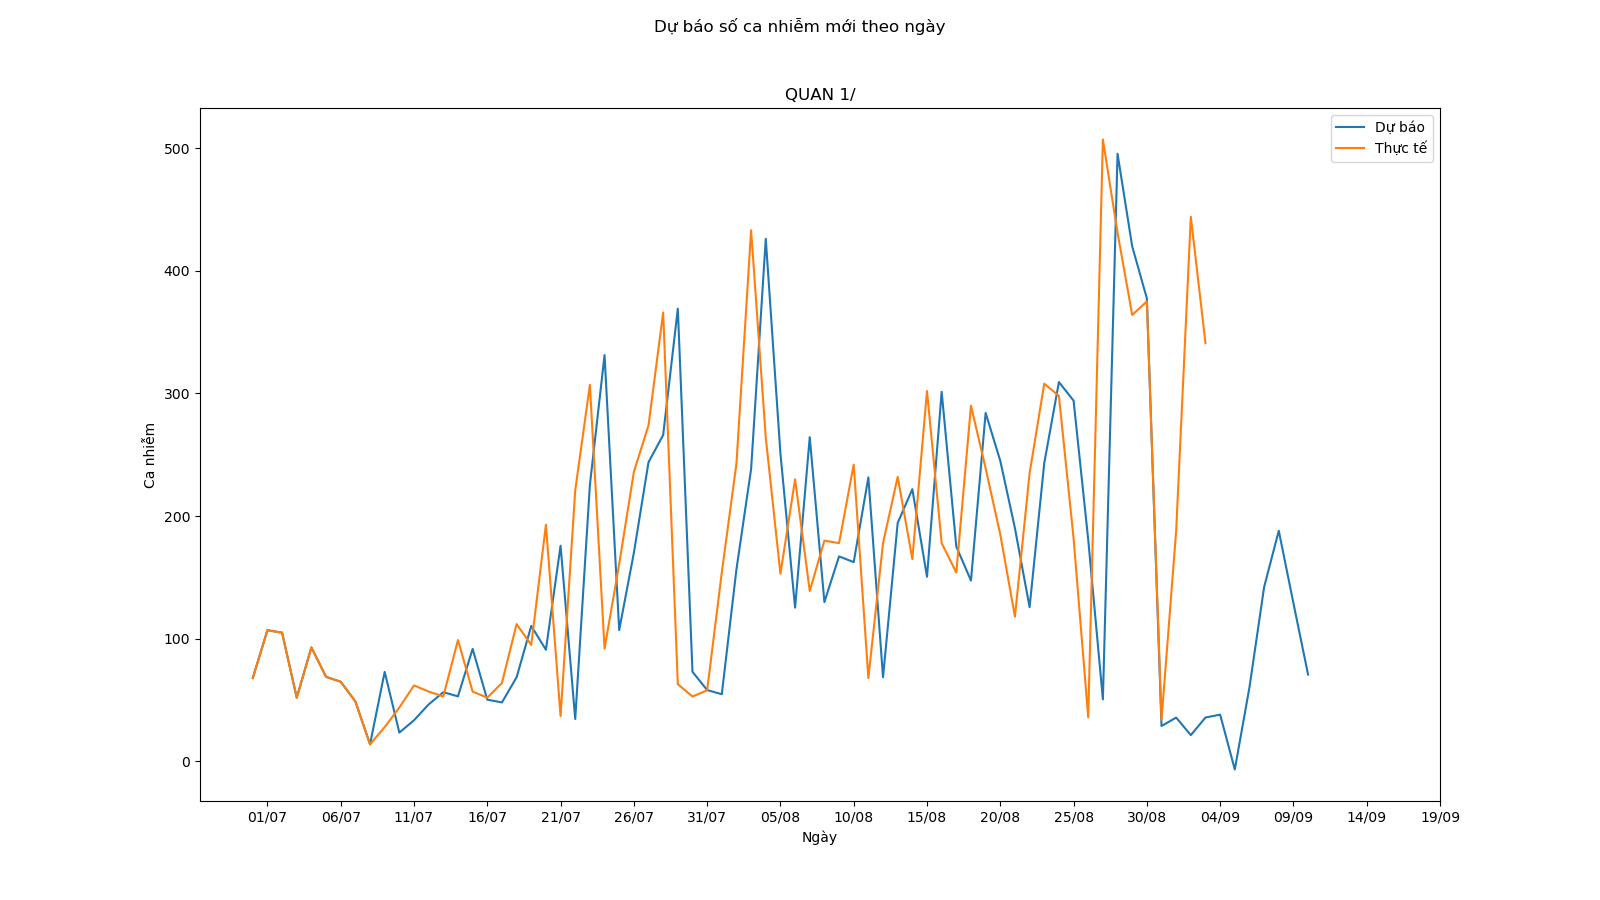 Dự báo số ca nhiễm mới theo ngày
QUAN 1/
Dự báo
Thực tế
500
400
300
200
100
0
Ca nhiễm
01/07 06/07 11/07 16/07 21/07 26/07 31/07 05/08 10/08 15/08 20/08 25/08 30/08 04/09 09/09 14/09 19/09
Ngày